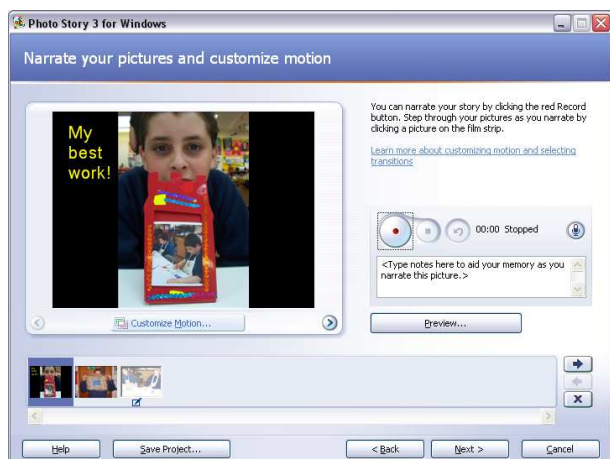 Photo Story 3 for Windows
Narrate your pictures and customize motion
My
best
work!
You can narrate your story by clicking the red Record
button. Step through your pictures as you narrate by
clicking a picture on the film strip.
Learn more about customizing motion and selecting
transitions
00:00 Stopped
<Type notes here to aid your memory as you
narrate this picture.>
Customize Motion...
Preview...
Help
Save Project...
< Back
Next >
Cancel